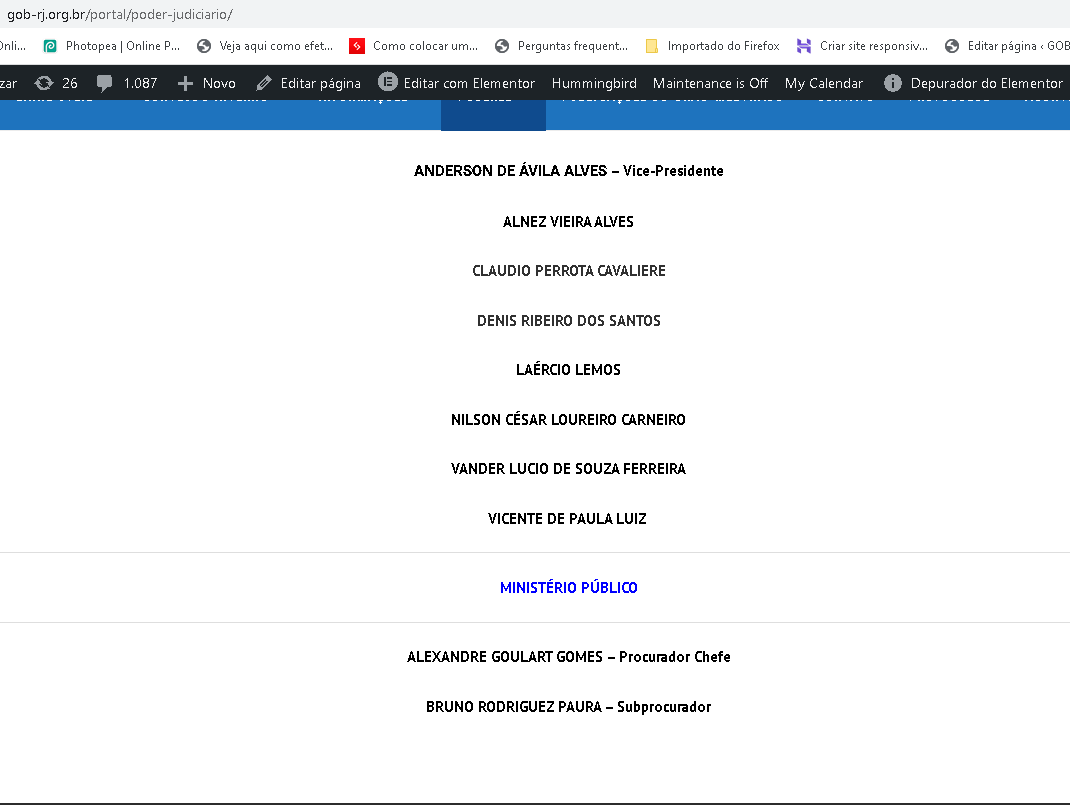 gob-rj.org.br/portal/poder-judiciario/
Onli... Photopea | Online P... Veja aqui como efet... Como colocar um... Perguntas frequent... Importado do Firefox Criar site responsiv... Editar página ‹ GOB
zar 26 1.087 Novo Editar página Editar com Elementor Hummingbird Maintenance is Off My Calendar Depurador do Elementor
ANDERSON DE ÁVILA ALVES – Vice-Presidente
ALNEZ VIEIRA ALVES
CLAUDIO PERROTA CAVALIERE
DENIS RIBEIRO DOS SANTOS
LAÉRCIO LEMOS
NILSON CÉSAR LOUREIRO CARNEIRO
VANDER LUCIO DE SOUZA FERREIRA
VICENTE DE PAULA LUIZ
MINISTÉRIO PÚBLICO
ALEXANDRE GOULART GOMES – Procurador Chefe
BRUNO RODRIGUEZ PAURA – Subprocurador